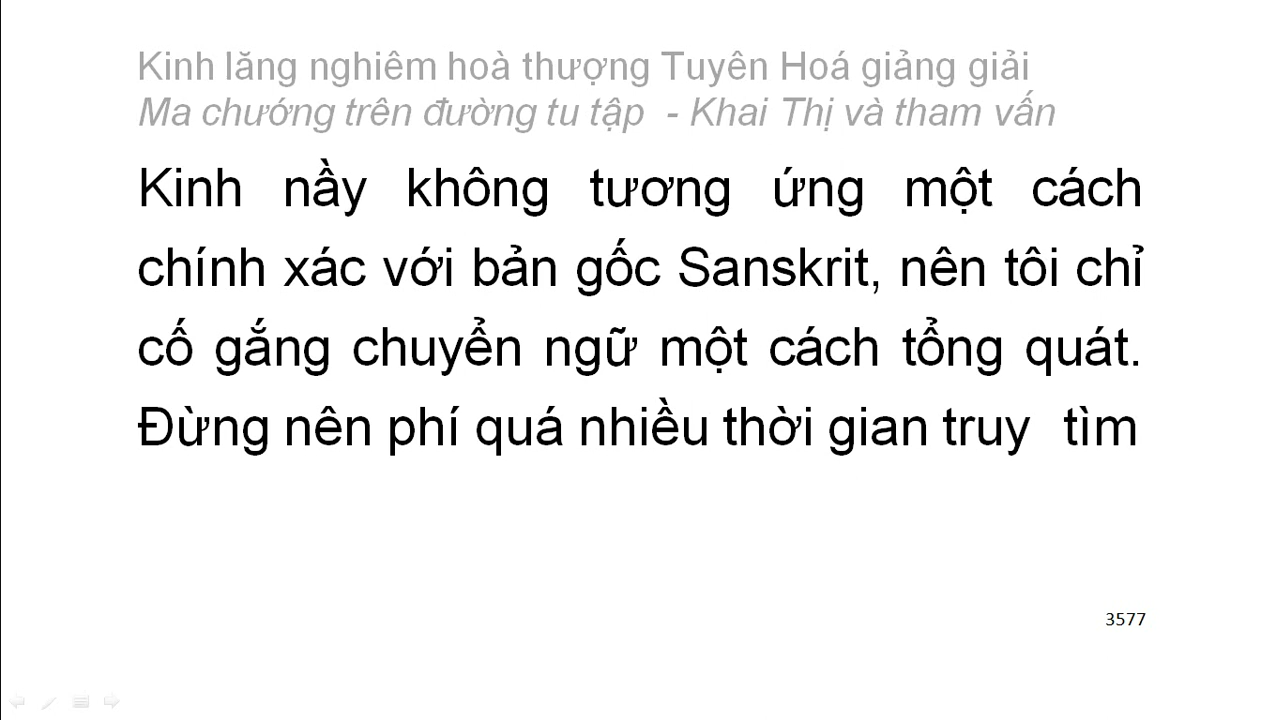 Kinh lăng nghiêm hoà thượng Tuyên Hoá giảng giải
Ma chướng trên đường tu tập - Khai Thị và tham vấn
Kinh nầy không tương ứng một cách
chính xác với bản gốc Sanskrit, nên tôi chỉ
cố gắng chuyển ngữ một cách tổng quát.
Đừng nên phí quá nhiều thời gian truy tìm
3577